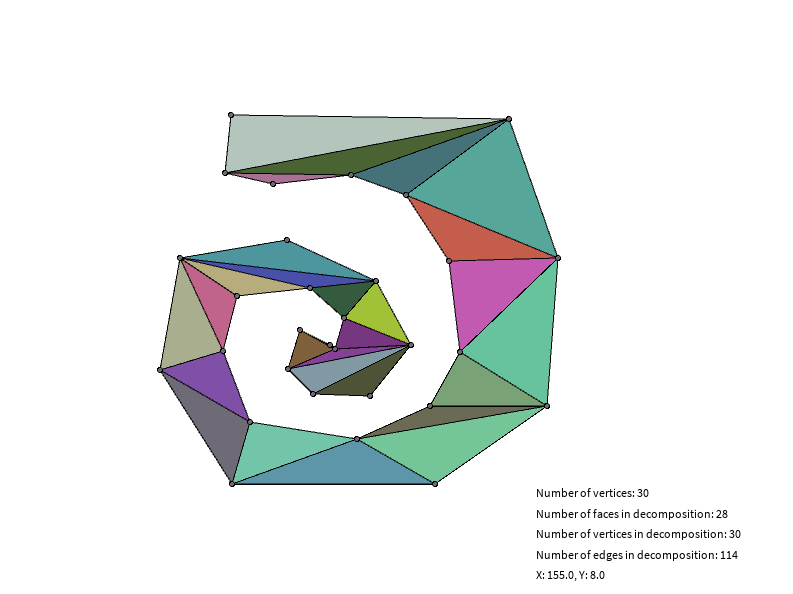 Number of vertices: 30
Number of faces in decomposition: 28
Number of vertices in decomposition: 30
Number of edges in decomposition: 114
X: 155.0, Y: 8.0